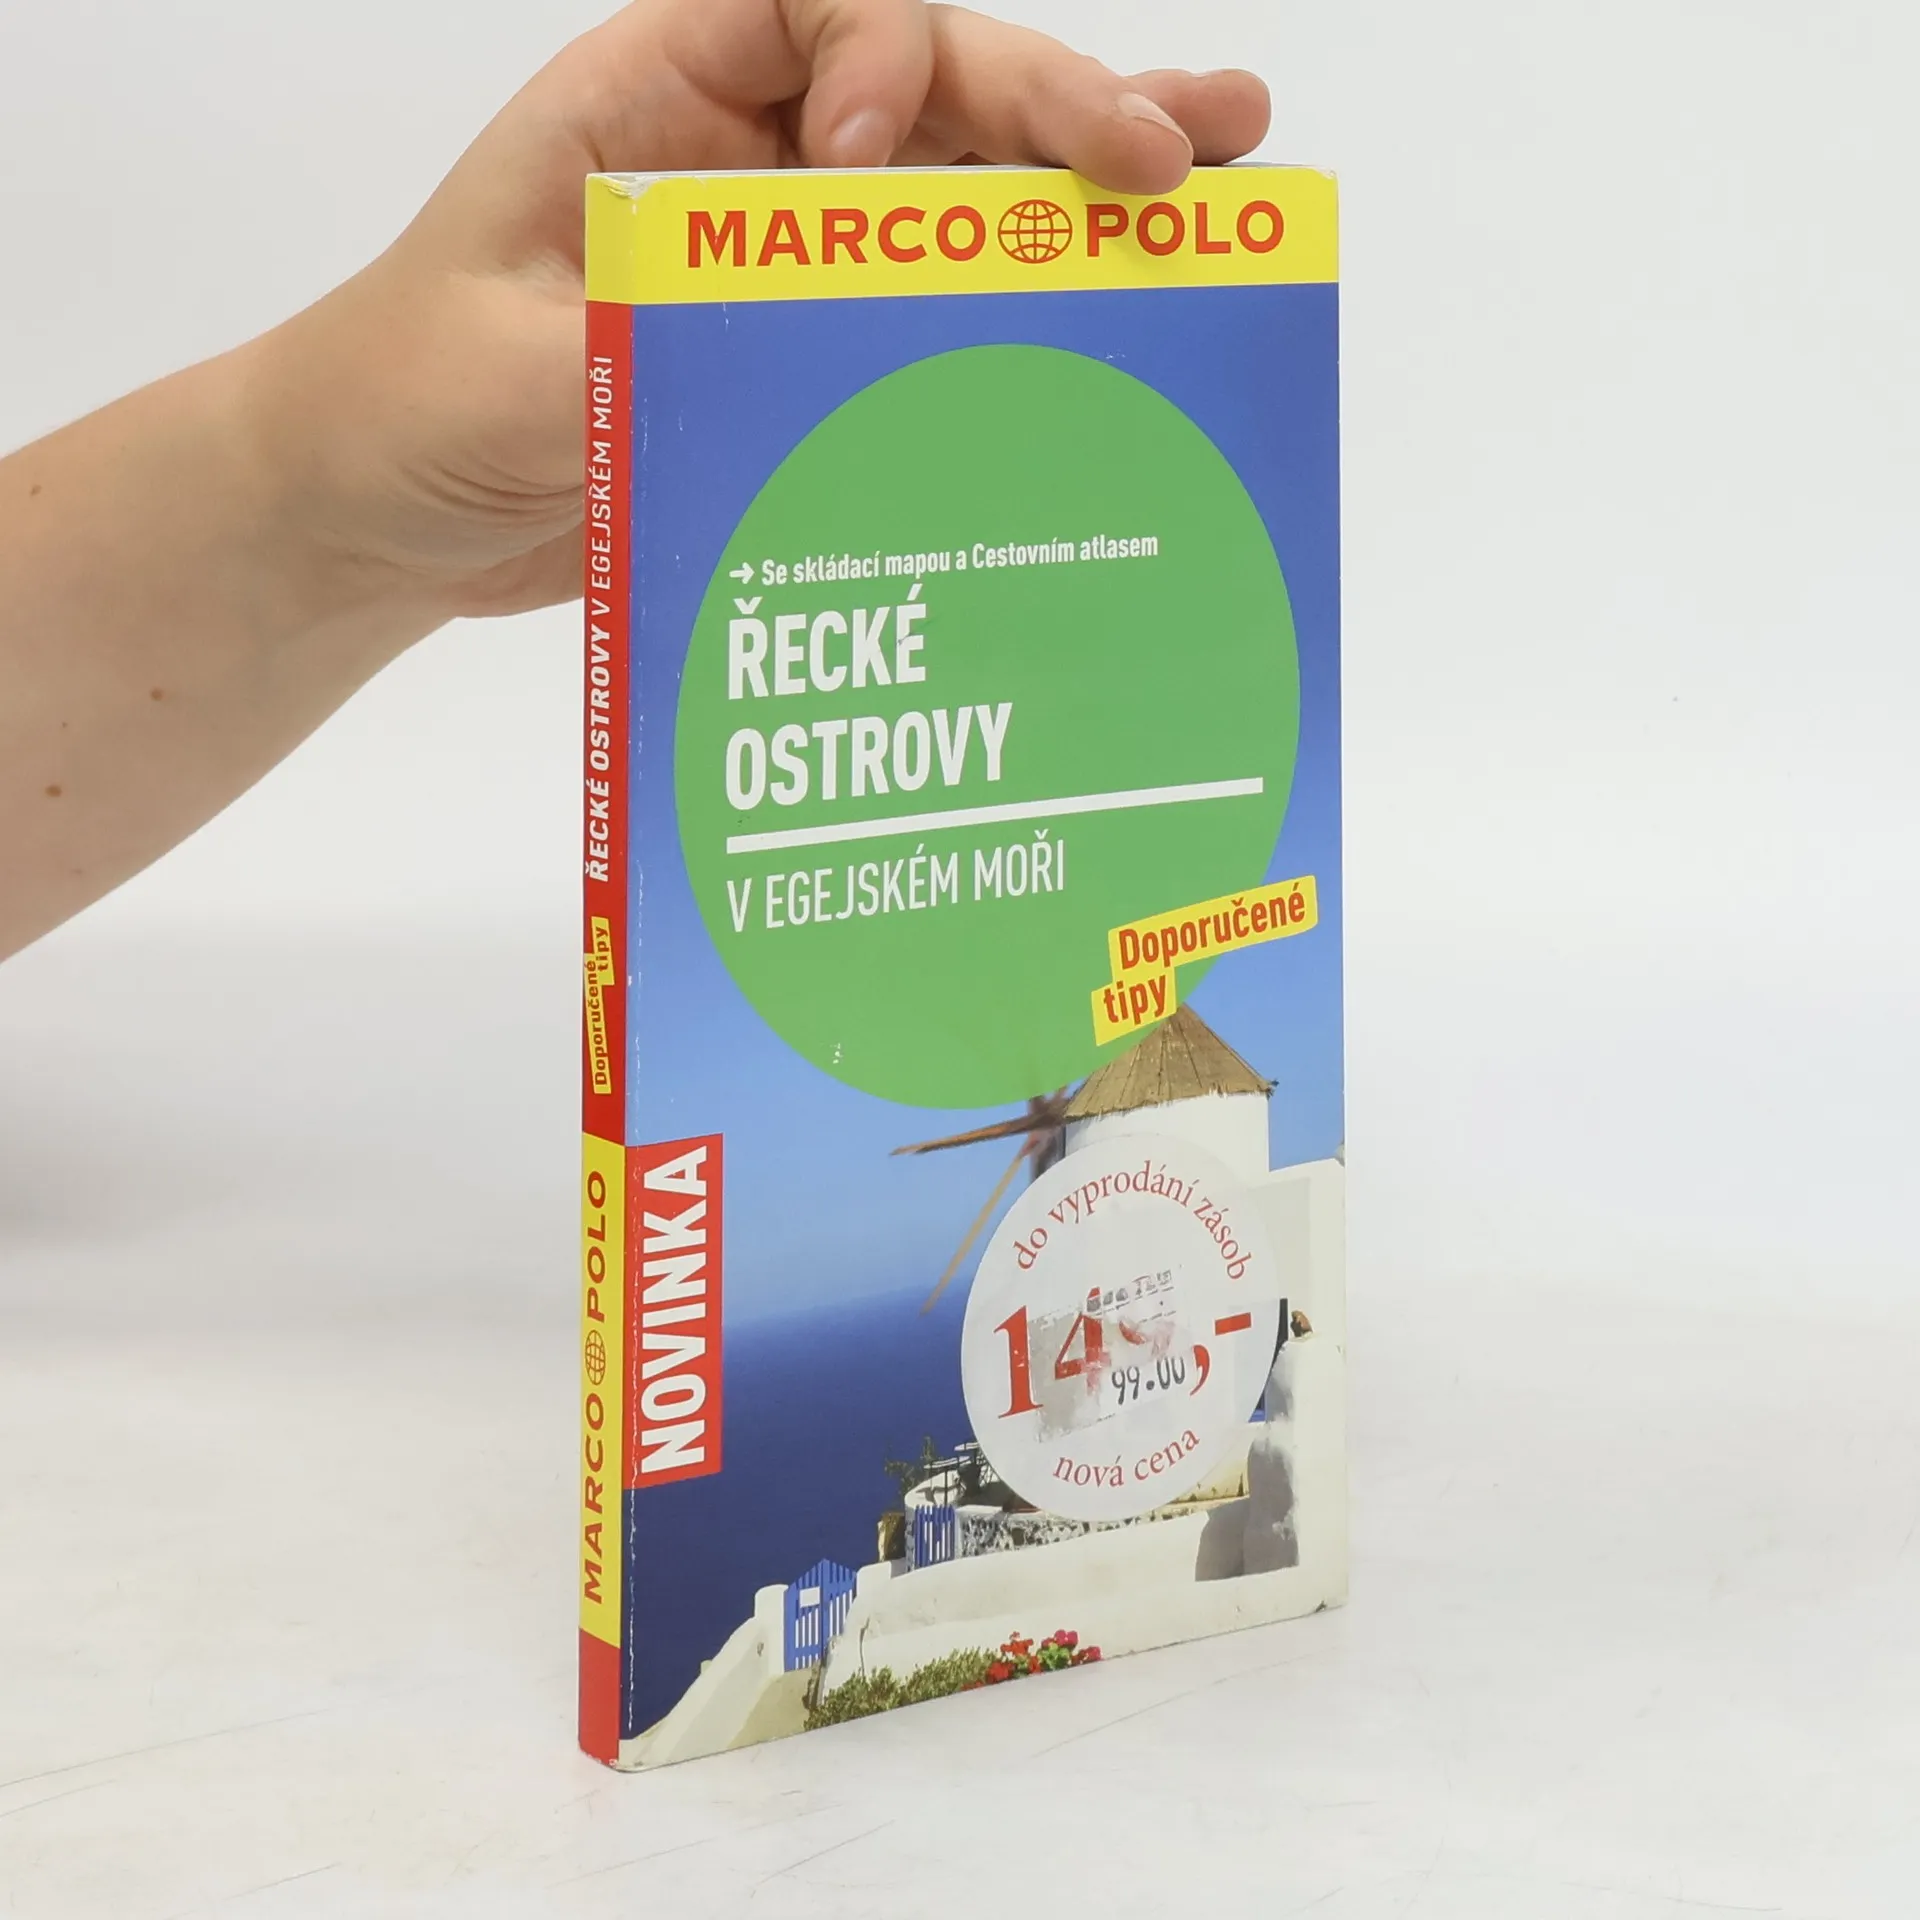 MARCO POLO
→ Se skládací mapou a Cestovním atlasem
ŘECKÉ
OSTROVY
V EGEJSKÉM MOŘI
Doporučené
tipy
NOVINKA
do vyprodání zásob
99.00
nová cena
ŘECKÉ OSTROVY V EGEJSKÉM MOŘI
Doporučené
tipy
MARCO POLO